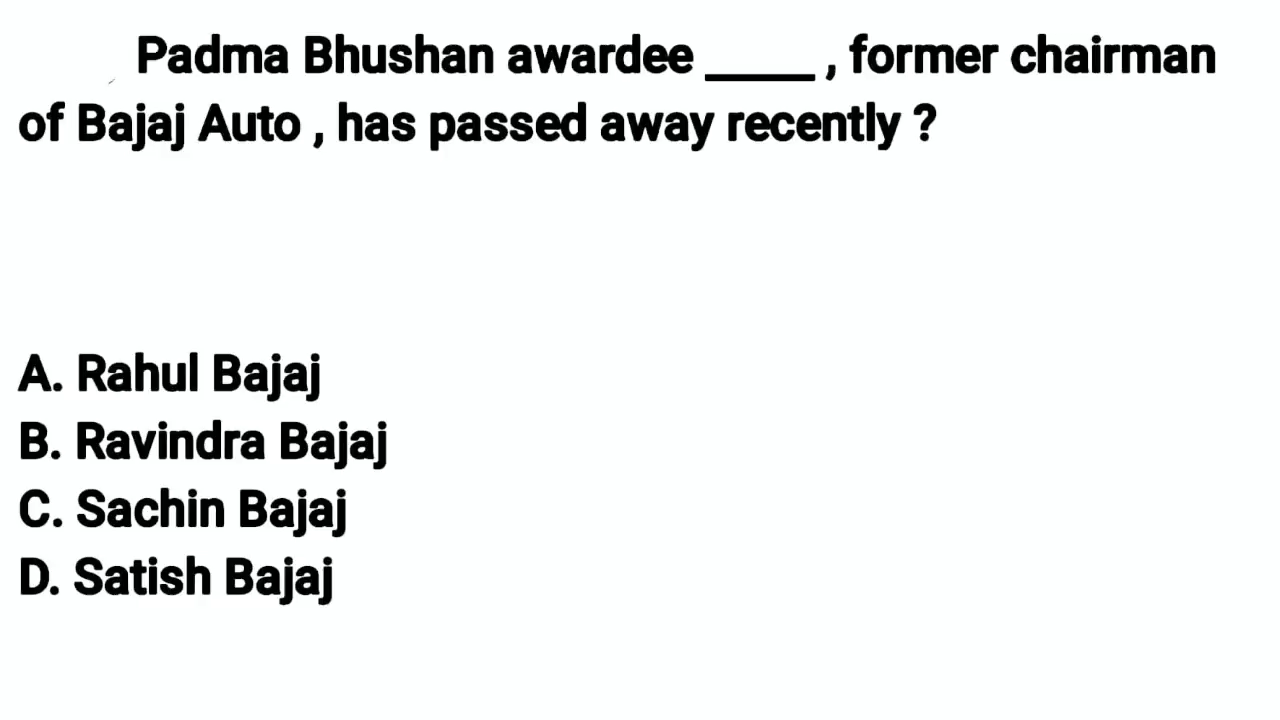 Padma Bhushan awardee _____ , former chairman
of Bajaj Auto , has passed away recently ?
A. Rahul Bajaj
B. Ravindra Bajaj
C. Sachin Bajaj
D. Satish Bajaj